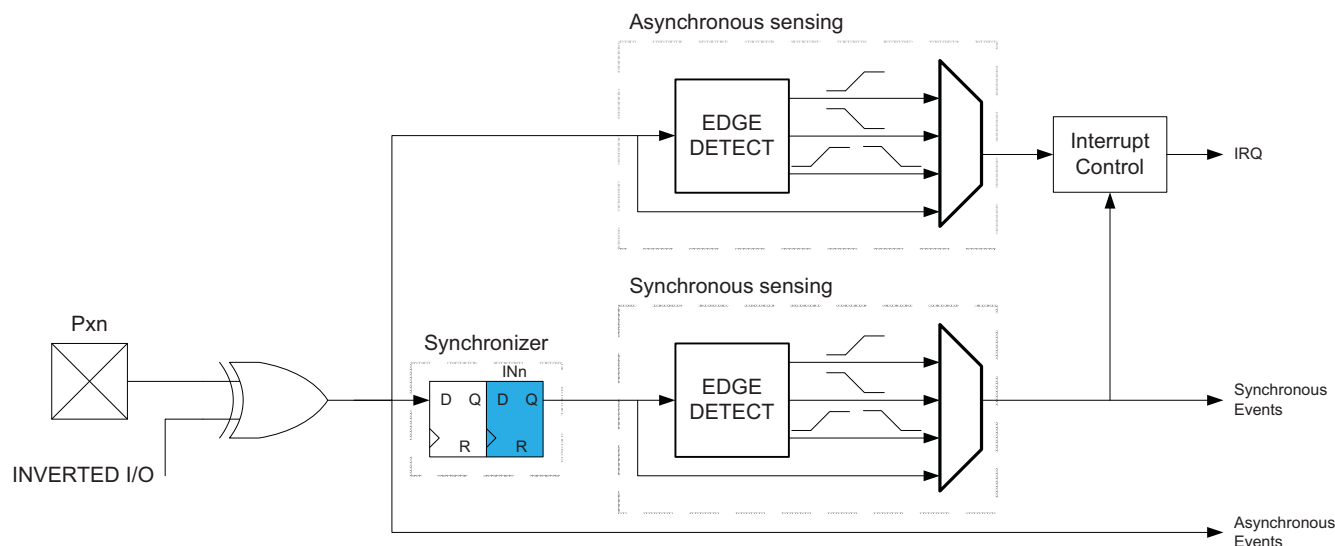 Asynchronous sensing
EDGE
DETECT
Interrupt
Control
IRQ
Synchronous sensing
Pxn
Synchronizer
INn
D Q D Q
R R
EDGE
DETECT
Synchronous
Events
INVERTED I/O
Asynchronous
Events